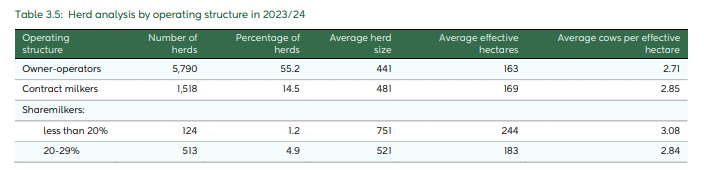 Table 3.5: Herd analysis by operating structure in 2023/24
Operating structure Number of herds Percentage of herds Average herd size Average effective hectares Average cows per effective hectare
Owner-operators 5,790 55.2 441 163 2.71
Contract milkers 1,518 14.5 481 169 2.85
Sharemilkers:
less than 20% 124 1.2 751 244 3.08
20-29% 513 4.9 521 183 2.84